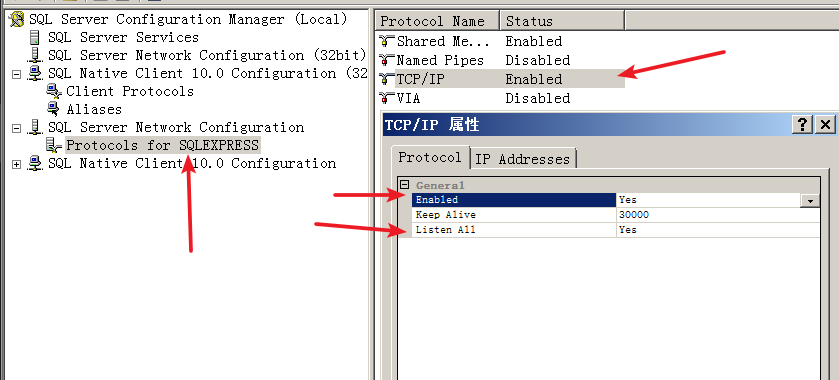 SQL Server Configuration Manager (Local)
SQL Server Services
SQL Server Network Configuration (32bit)
SQL Native Client 10.0 Configuration (32
Client Protocols
Aliases
SQL Server Network Configuration
Protocols for SQLEXPRESS
SQL Native Client 10.0 Configuration
Protocol Name Status
Shared Me... Enabled
Named Pipes Disabled
TCP/IP Enabled
VIA Disabled
TCP/IP 属性
Protocol IP Addresses
General
Enabled Yes
Keep Alive 30000
Listen All Yes